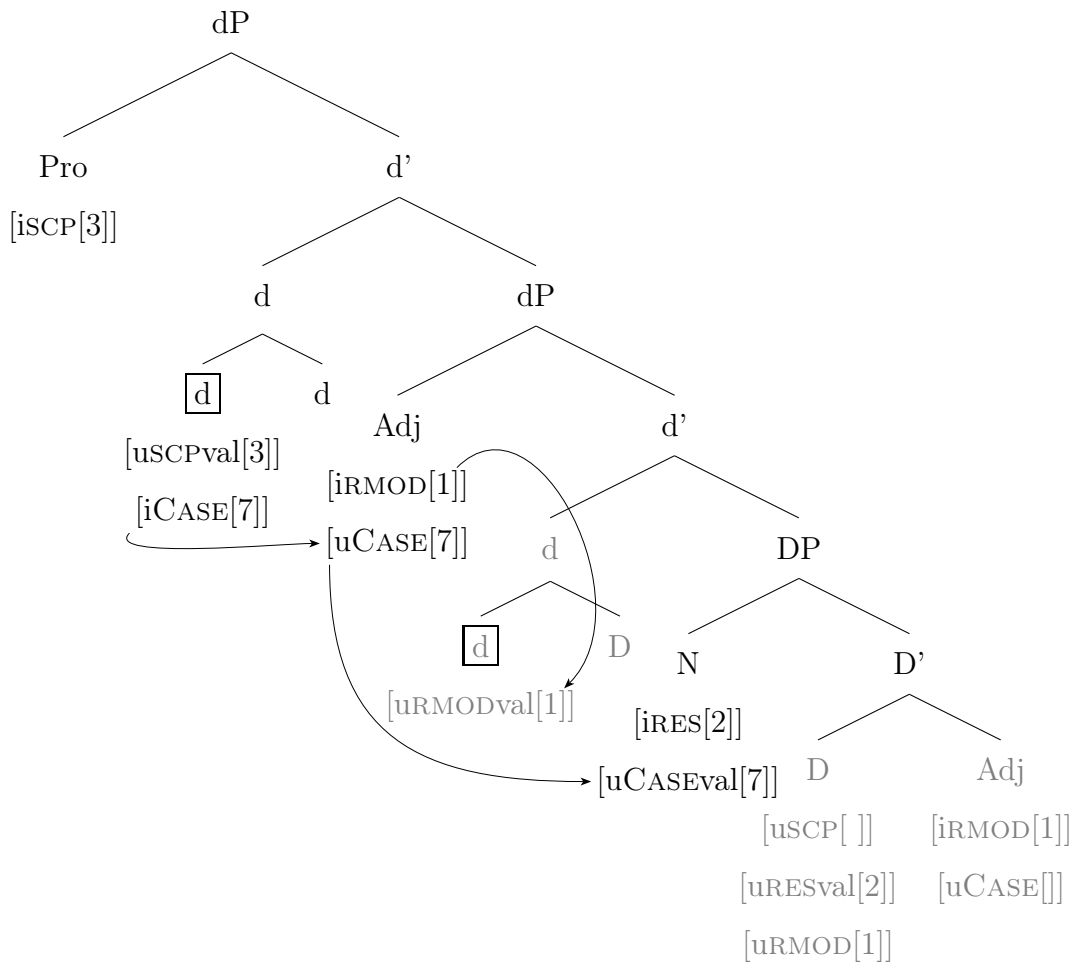 dP
Pro d'
[iSCP[3]]
d dP
d d Adj d'
[uSCPval[3]]
[iRMOD[1]]
[iCASE[7]]
[uCASE[7]] d DP
d D N D'
[uRMODval[1]] [iRES[2]]
[uCASEval[7]] D Adj
[uSCP[ ]] [iRMOD[1]]
[uRESval[2]] [uCASE[]]
[uRMOD[1]]